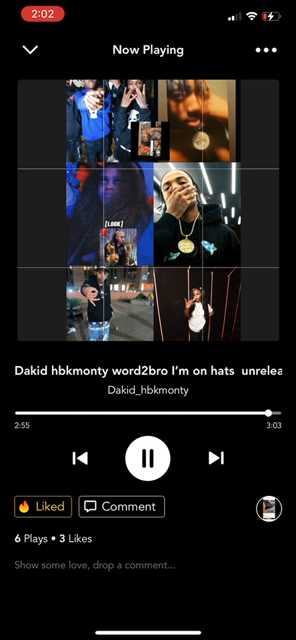 2:02
Now Playing
[LOOK]
Dakid hbkmonty word2bro I'm on hats unrelea
Dakid_hbkmonty
2:55
3:03
Liked
Comment
6 Plays • 3 Likes
Show some love, drop a comment...